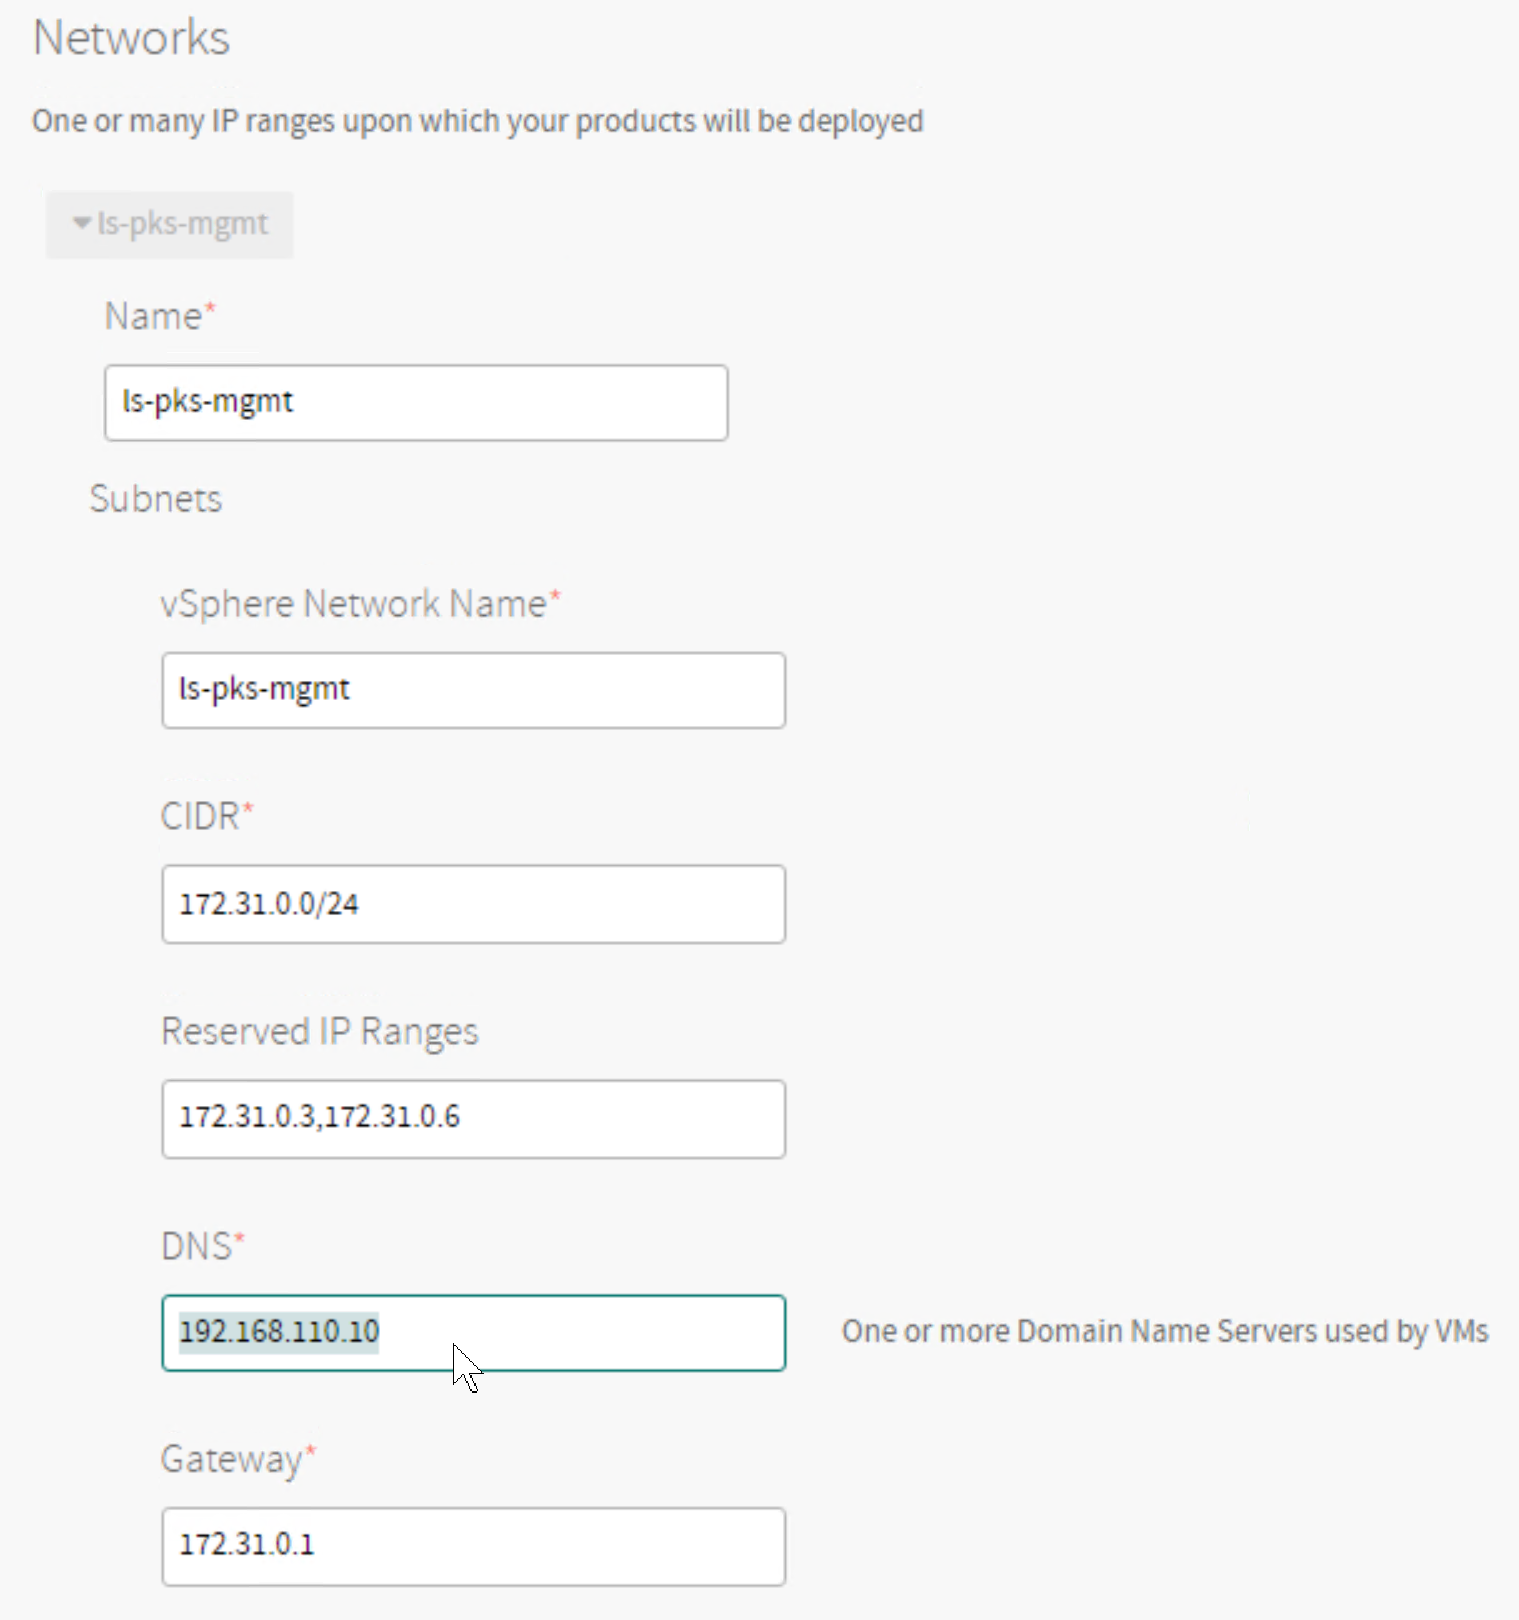 Networks
One or many IP ranges upon which your products will be deployed
ls-pks-mgmt
Name*
ls-pks-mgmt
Subnets
vSphere Network Name*
ls-pks-mgmt
CIDR*
172.31.0.0/24
Reserved IP Ranges
172.31.0.3,172.31.0.6
DNS*
192.168.110.10 One or more Domain Name Servers used by VMs
Gateway*
172.31.0.1